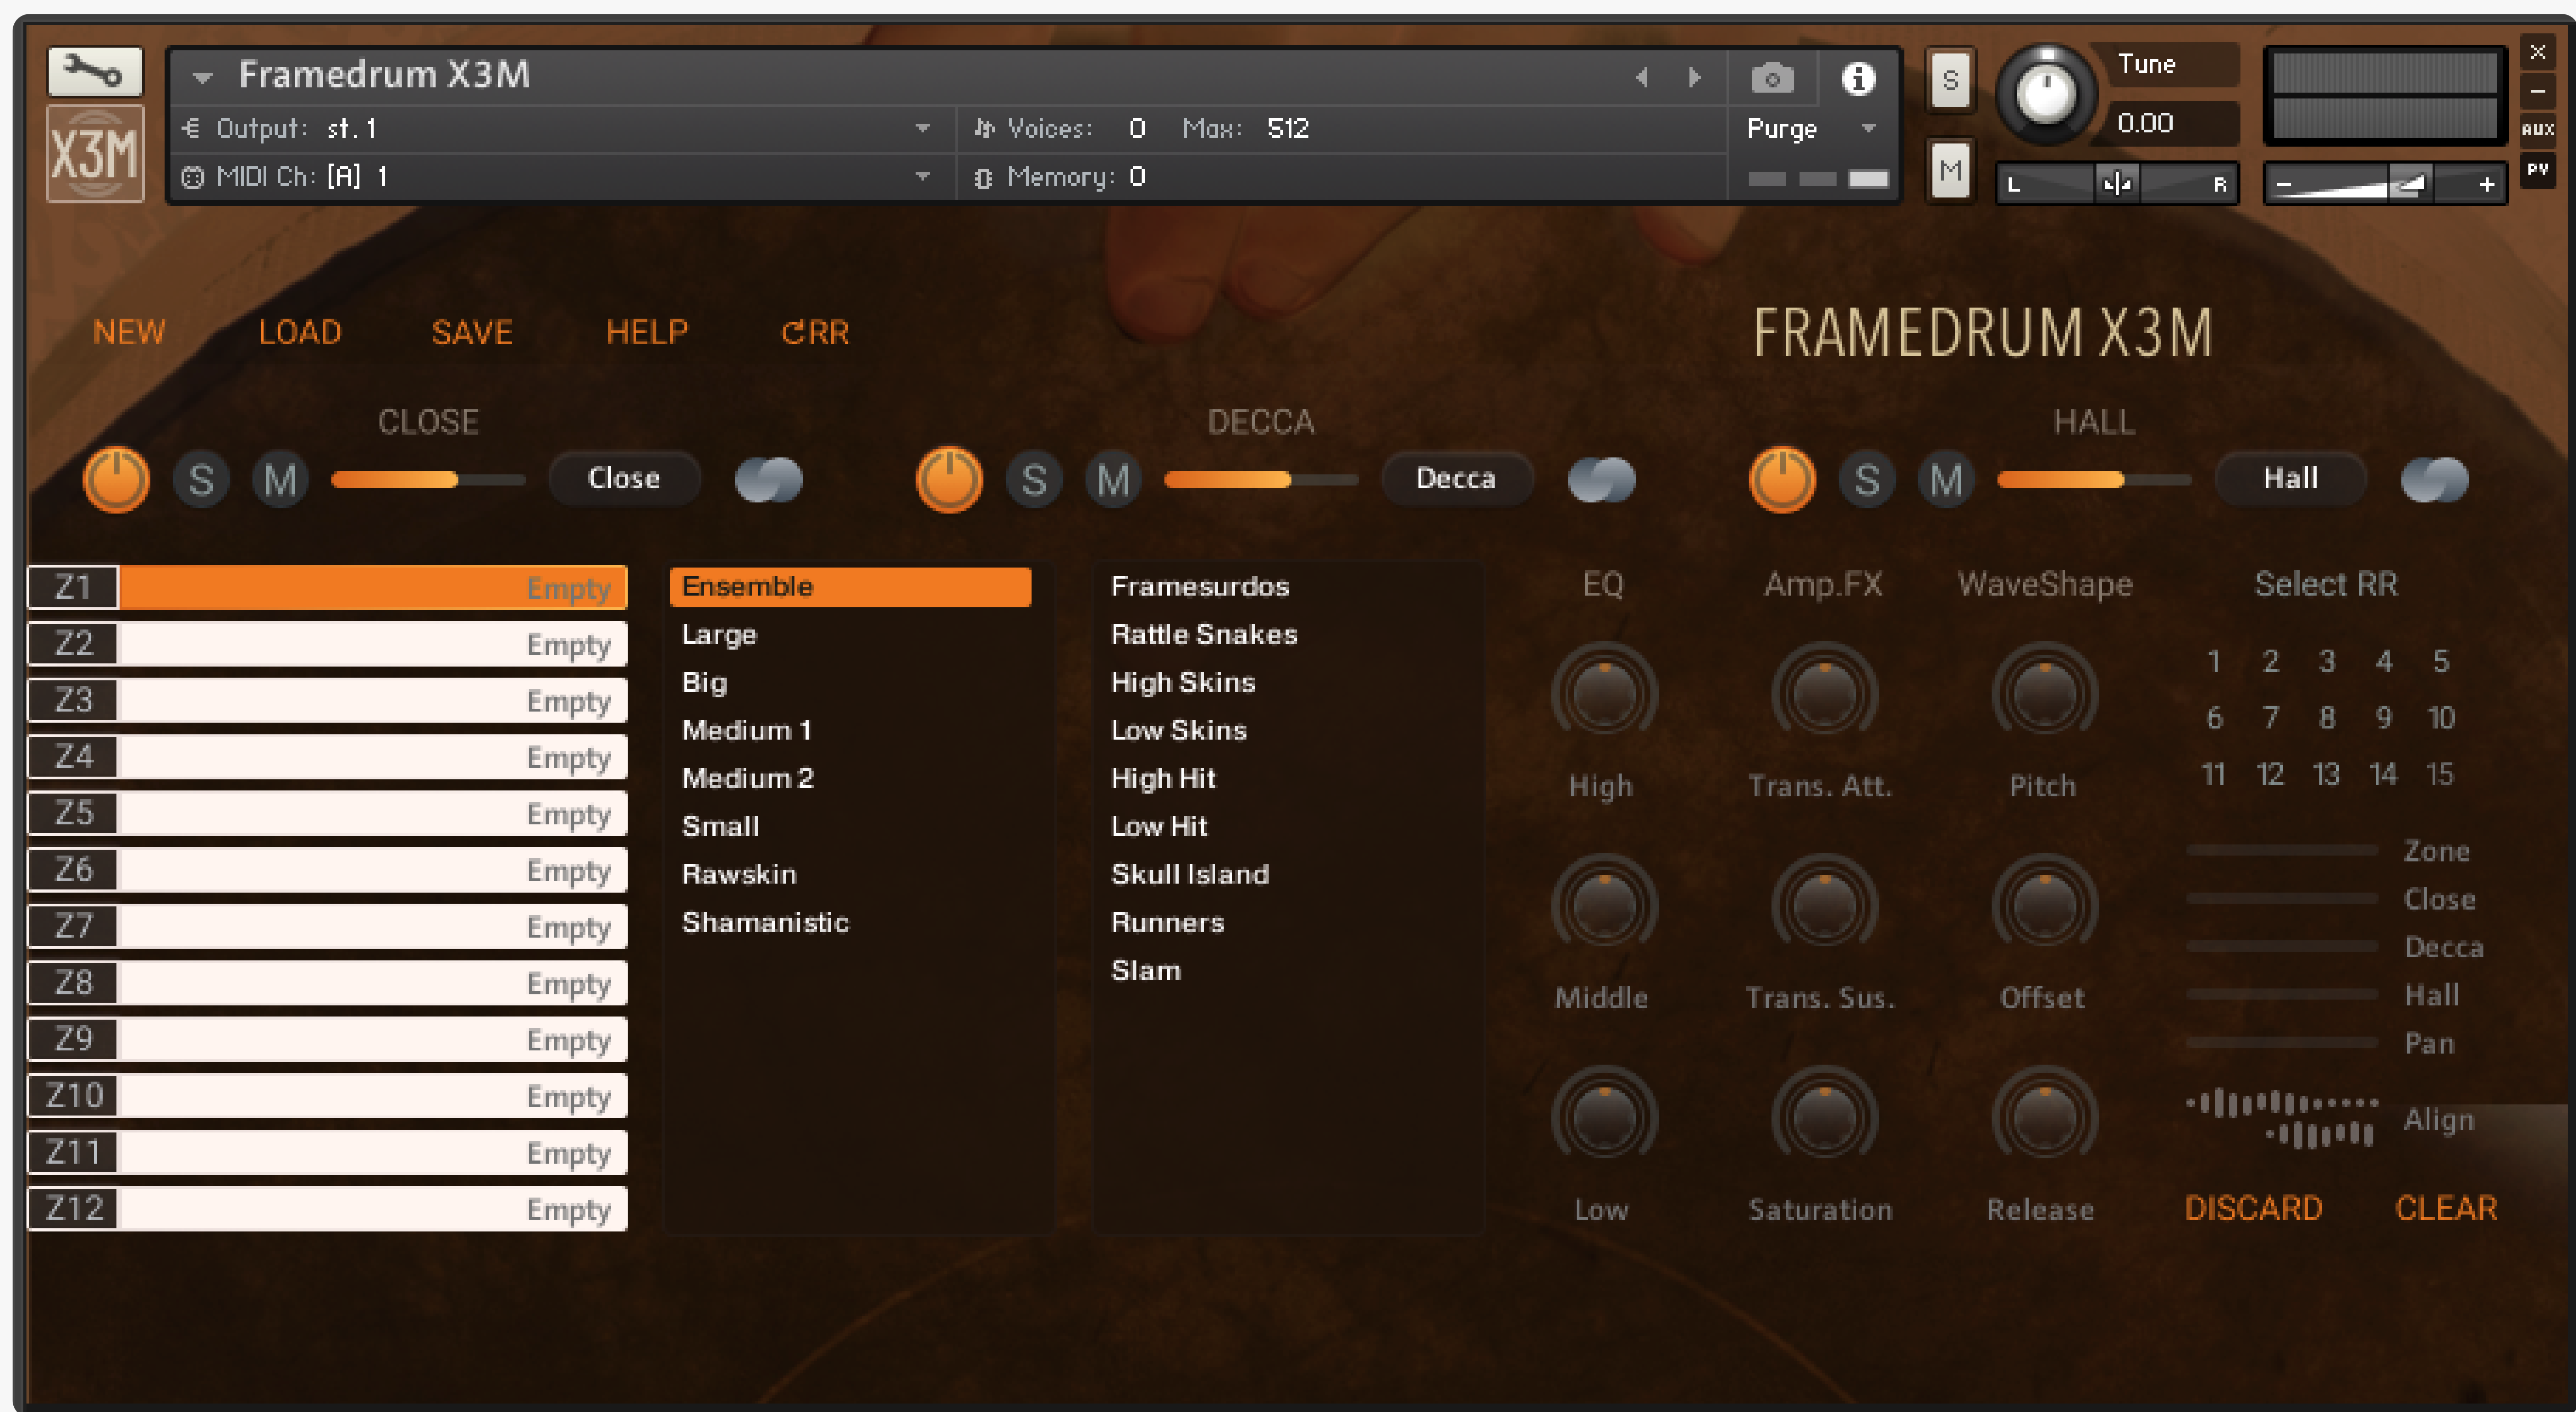 Framedrum X3M
X3M
Output: st. 1
Voices: 0 Max: 512
Purge
MIDI Ch: [A] 1
Memory: 0
S
M
Tune
0.00
L R
- +
×
-
AUX
PV
NEW LOAD SAVE HELP RR
FRAMEDRUM X3M
CLOSE DECCA HALL
S M Close S M Decca S M Hall
Z1 Empty
Z2 Empty
Z3 Empty
Z4 Empty
Z5 Empty
Z6 Empty
Z7 Empty
Z8 Empty
Z9 Empty
Z10 Empty
Z11 Empty
Z12 Empty
Ensemble
Large
Big
Medium 1
Medium 2
Small
Rawskin
Shamanistic
Framesurdos
Rattle Snakes
High Skins
Low Skins
High Hit
Low Hit
Skull Island
Runners
Slam
EQ Amp.FX WaveShape
High Trans. Att. Pitch
Middle Trans. Sus. Offset
Low Saturation Release
Select RR
1 2 3 4 5
6 7 8 9 10
11 12 13 14 15
Zone
Close
Decca
Hall
Pan
Align
DISCARD CLEAR